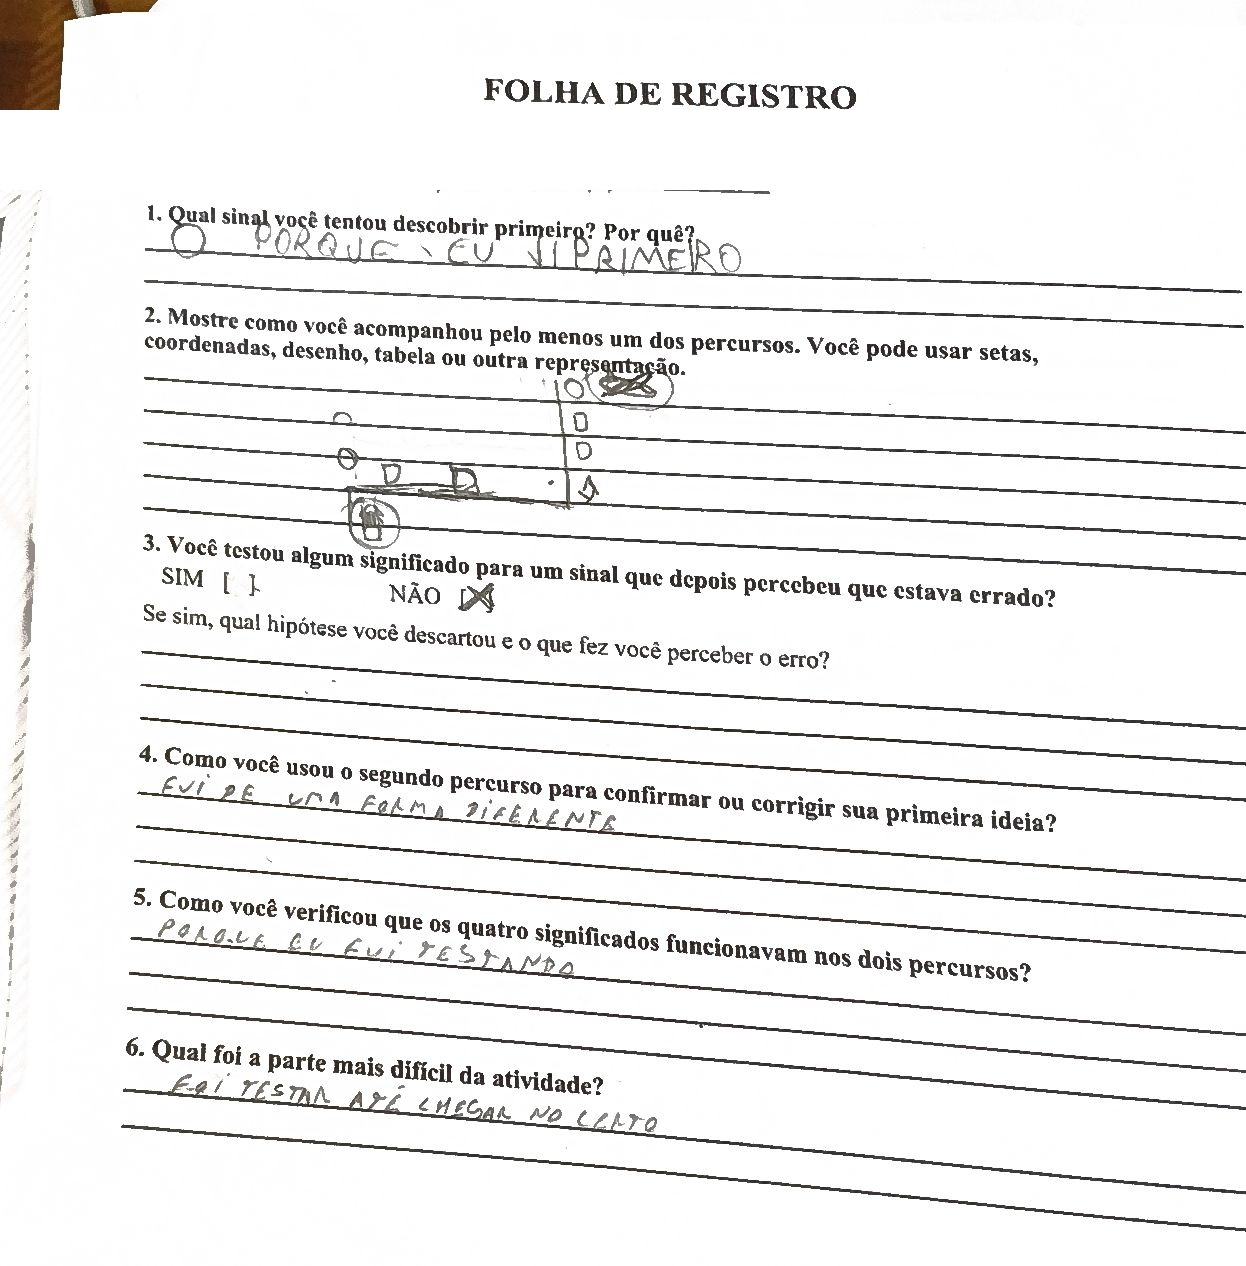 FOLHA DE REGISTRO
1. Qual sinal você tentou descobrir primeiro? Por quê?
O PORQUE EU VI PRIMEIRO
2. Mostre como você acompanhou pelo menos um dos percursos. Você pode usar setas,
coordenadas, desenho, tabela ou outra representação.
3. Você testou algum significado para um sinal que depois percebeu que estava errado?
SIM [ ] NÃO [X]
Se sim, qual hipótese você descartou e o que fez você perceber o erro?
4. Como você usou o segundo percurso para confirmar ou corrigir sua primeira ideia?
FUI DE UMA FORMA DIFERENTE
5. Como você verificou que os quatro significados funcionavam nos dois percursos?
PORQUE EU FUI TESTANDO
6. Qual foi a parte mais difícil da atividade?
FOI TESTAR ATÉ CHEGAR NO CERTO